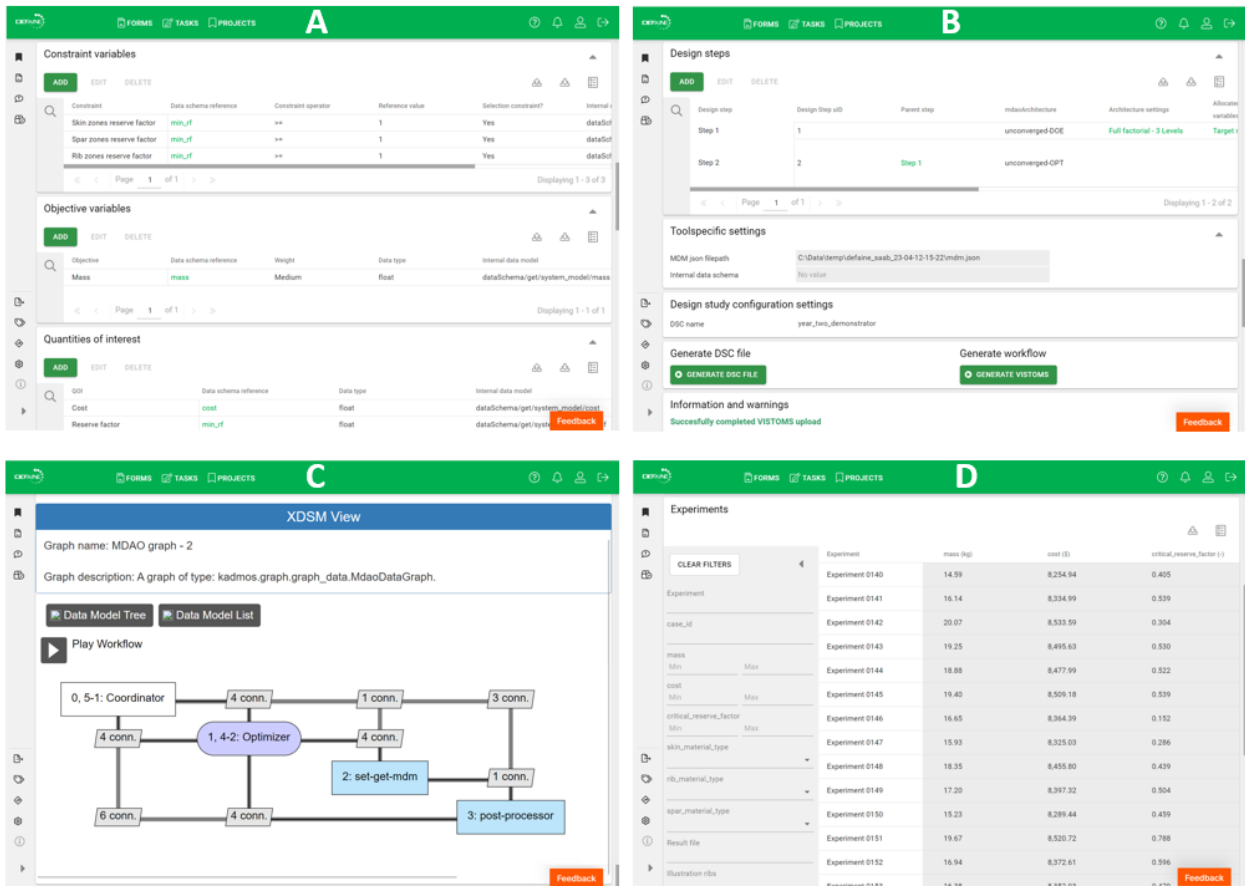 DEFAINE FORMS TASKS PROJECTS A
Constraint variables
ADD EDIT DELETE
Constraint Data schema reference Constraint operator Reference value Selection constraint? Internal
Skin zones reserve factor min_rf >= 1 Yes dataSch
Spar zones reserve factor min_rf >= 1 Yes dataSch
Rib zones reserve factor min_rf >= 1 Yes dataSch
<< < Page 1 of 1 > >> Displaying 1 - 3 of 3
Objective variables
ADD EDIT DELETE
Objective Data schema reference Weight Data type Internal data model
Mass mass Medium float dataSchema/get/system_model/mass
<< < Page 1 of 1 > >> Displaying 1 - 1 of 1
Quantities of interest
ADD EDIT DELETE
QOI Data schema reference Data type Internal data model
Cost cost float dataSchema/get/system_model/cost
Reserve factor min_rf float dataSchema/get/syste
Feedback
DEFAINE FORMS TASKS PROJECTS B
Design steps
ADD EDIT DELETE
Design step Design Step uID Parent step mdaoArchitecture Architecture settings Allocate variables
Step 1 1 unconverged-DOE Full factorial - 3 Levels Target
Step 2 2 Step 1 unconverged-OPT
<< < Page 1 of 1 > >> Displaying 1 - 2 of 2
Toolspecific settings
MDM json filepath C:\Data\temp\defaine_saab_23-04-12-15-22\mdm.json
Internal data schema No value
Design study configuration settings
DSC name year_two_demonstrator
Generate DSC file Generate workflow
GENERATE DSC FILE GENERATE VISTOMS
Information and warnings
Succesfully completed VISTOMS upload
Feedback
DEFAINE FORMS TASKS PROJECTS C
XDSM View
Graph name: MDAO graph - 2
Graph description: A graph of type: kadmos.graph.graph_data.MdaoDataGraph.
Data Model Tree Data Model List
Play Workflow
0, 5-1: Coordinator 4 conn. 1 conn. 3 conn.
4 conn. 1, 4-2: Optimizer 4 conn.
2: set-get-mdm 1 conn.
6 conn. 4 conn. 3: post-processor
Feedback
DEFAINE FORMS TASKS PROJECTS D
Experiments
CLEAR FILTERS
Experiment
case_id
mass
Min Max
cost
Min Max
critical_reserve_factor
Min Max
skin_material_type
rib_material_type
spar_material_type
Result file
Illustration ribs
Experiment mass (kg) cost ($) critical_reserve_factor (-)
Experiment 0140 14.59 8,254.94 0.405
Experiment 0141 16.14 8,334.99 0.539
Experiment 0142 20.07 8,533.59 0.304
Experiment 0143 19.25 8,495.63 0.530
Experiment 0144 18.88 8,477.99 0.522
Experiment 0145 19.40 8,509.18 0.539
Experiment 0146 16.65 8,364.39 0.152
Experiment 0147 15.93 8,325.03 0.286
Experiment 0148 18.35 8,455.80 0.439
Experiment 0149 17.20 8,397.32 0.504
Experiment 0150 15.23 8,289.44 0.459
Experiment 0151 19.67 8,520.72 0.788
Experiment 0152 16.94 8,372.61 0.596
Feedback